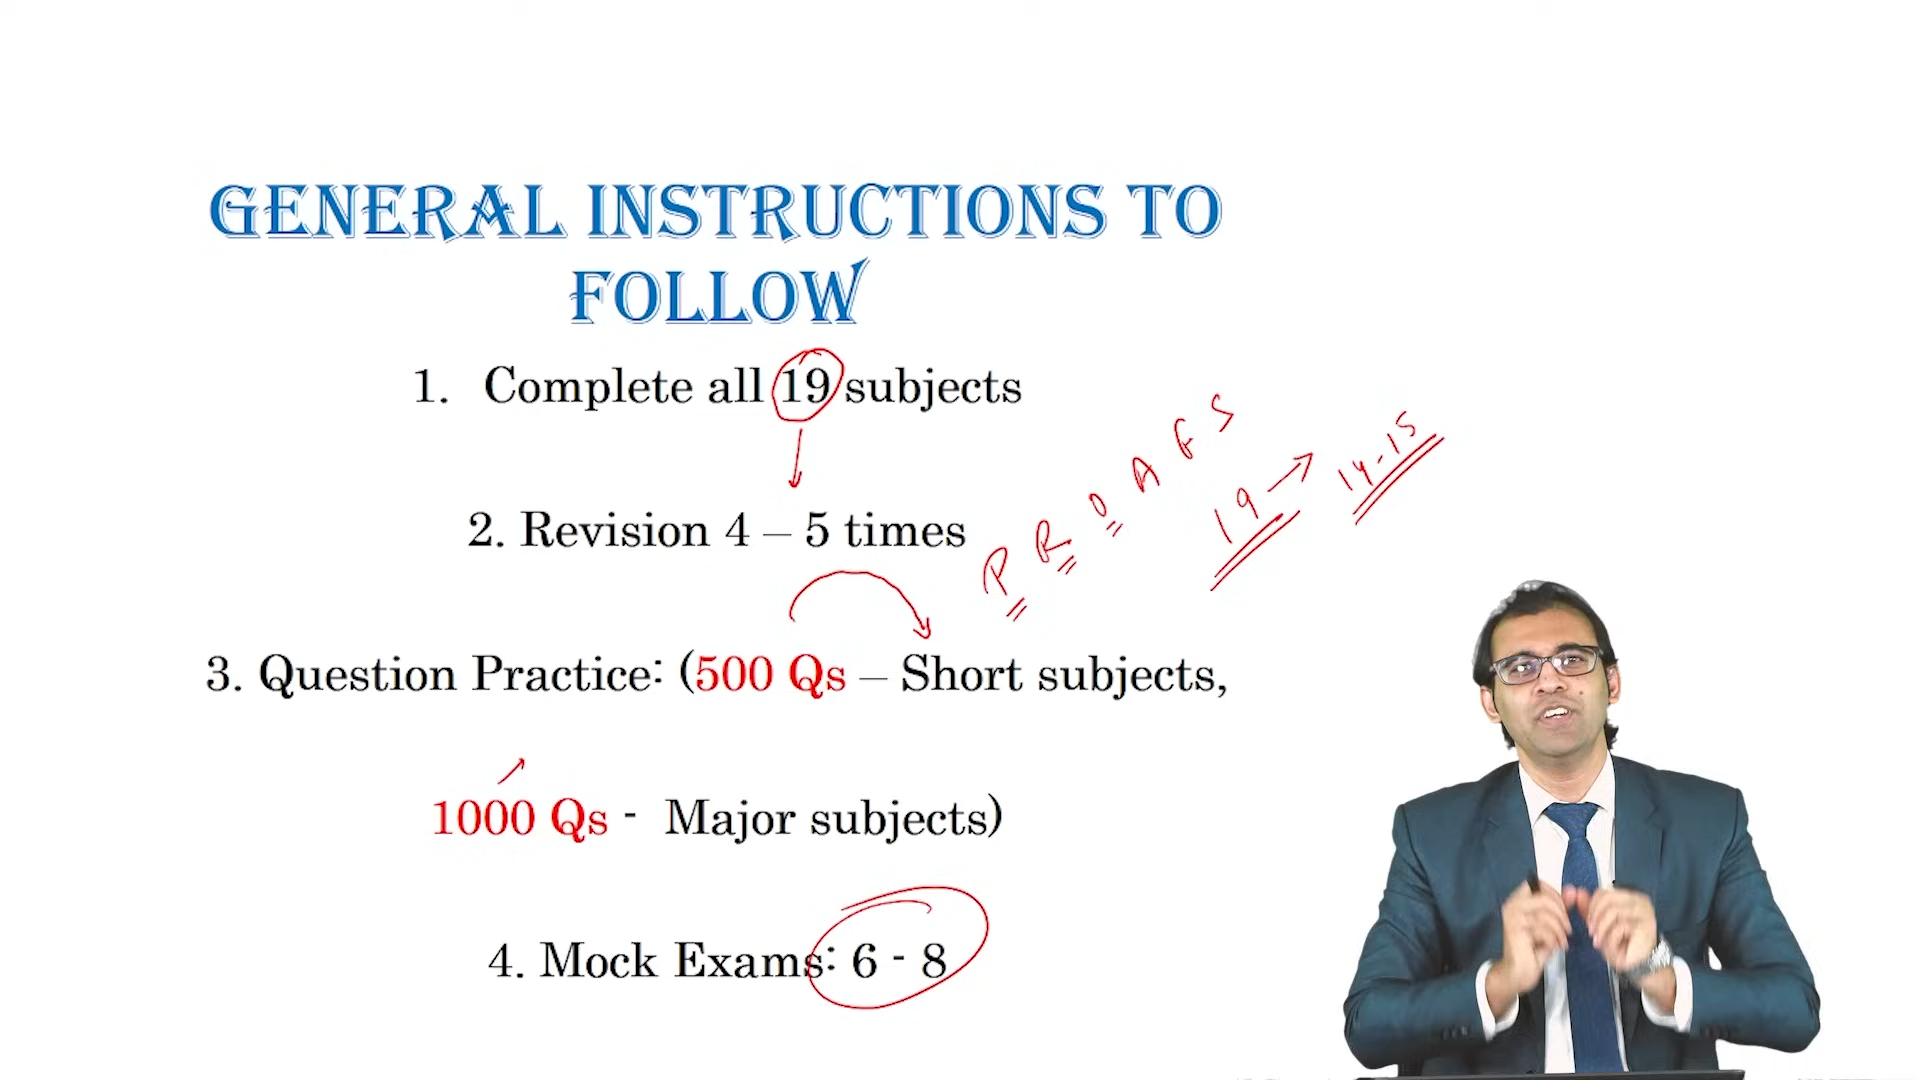 GENERAL INSTRUCTIONS TO
FOLLOW
1. Complete all 19 subjects
2. Revision 4 – 5 times
P R O A F S
19 → 14-15
3. Question Practice: (500 Qs – Short subjects,
1000 Qs - Major subjects)
4. Mock Exams: 6 - 8